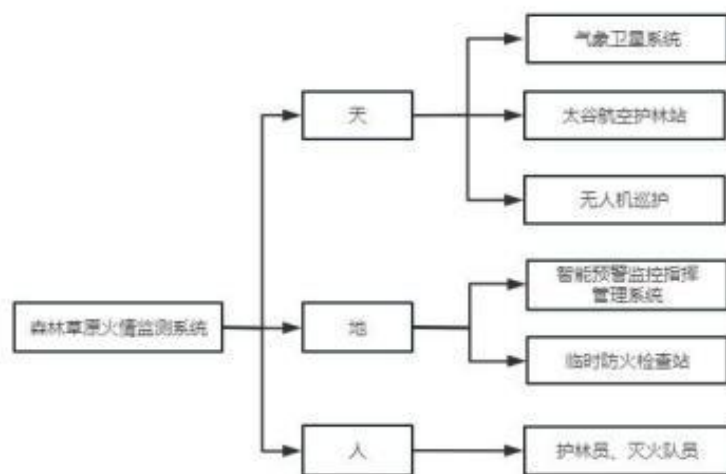 气象卫星系统
天
太谷航空护林站
无人机巡护
智能预警监控指挥
管理系统
森林草原火情监测系统
地
临时防火检查站
人
护林员、灭火队员